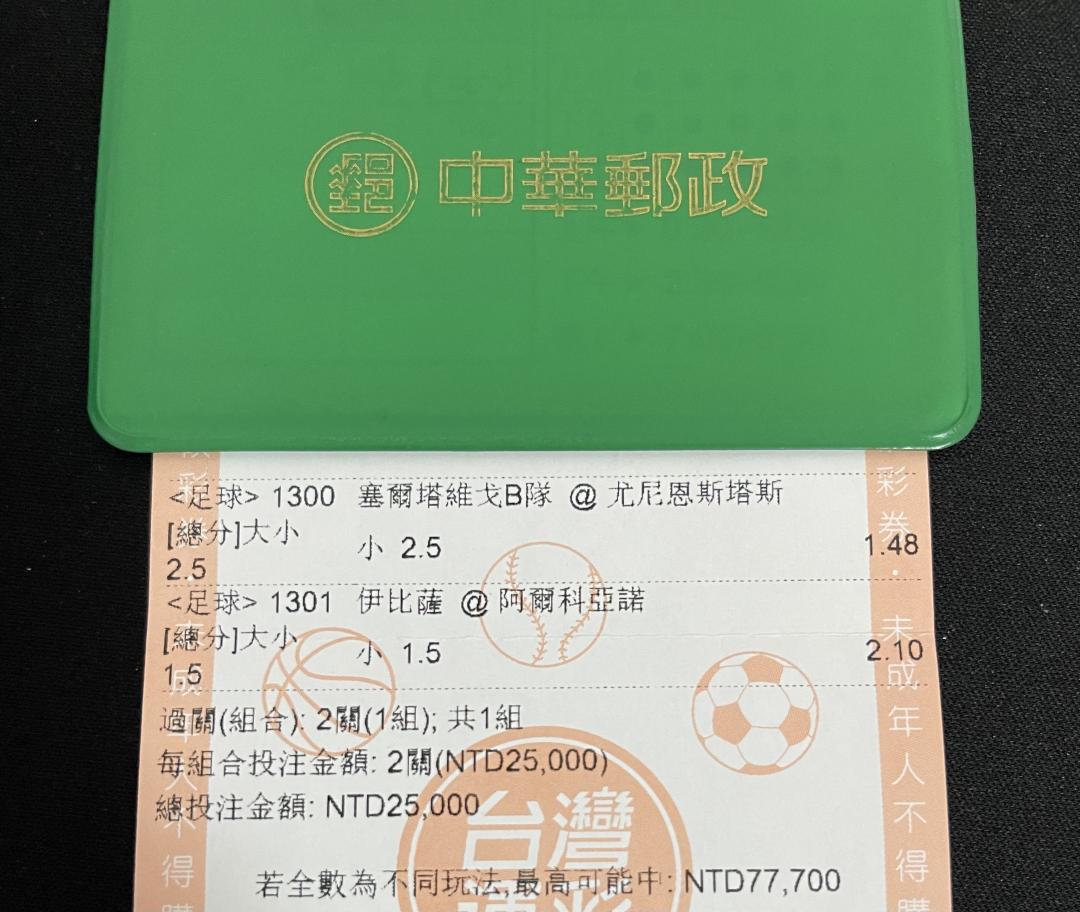 郵 中華郵政
<足球> 1300 塞爾塔維戈B隊 @ 尤尼恩斯塔斯
[總分]大小
2.5
小 2.5
1.48
<足球> 1301 伊比薩 @ 阿爾科亞諾
[總分]大小
1.5
小 1.5
2.10
過關(組合): 2關(1組); 共1組
每組合投注金額: 2關(NTD25,000)
總投注金額: NTD25,000
台灣
若全數為不同玩法,最高可能中: NTD77,700
彩券・未成年人不得購